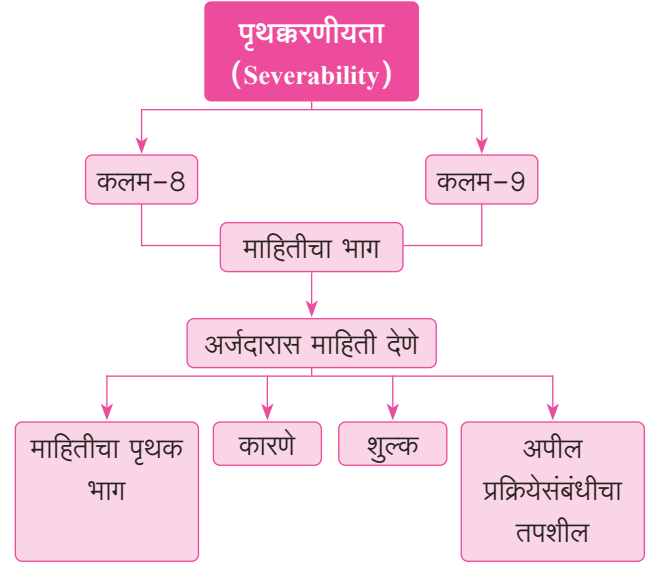 पृथक्करणीयता
(Severability)
कलम–8
कलम–9
माहितीचा भाग
अर्जदारास माहिती देणे
माहितीचा पृथक
भाग
कारणे
शुल्क
अपील
प्रक्रियेसंबंधीचा
तपशील